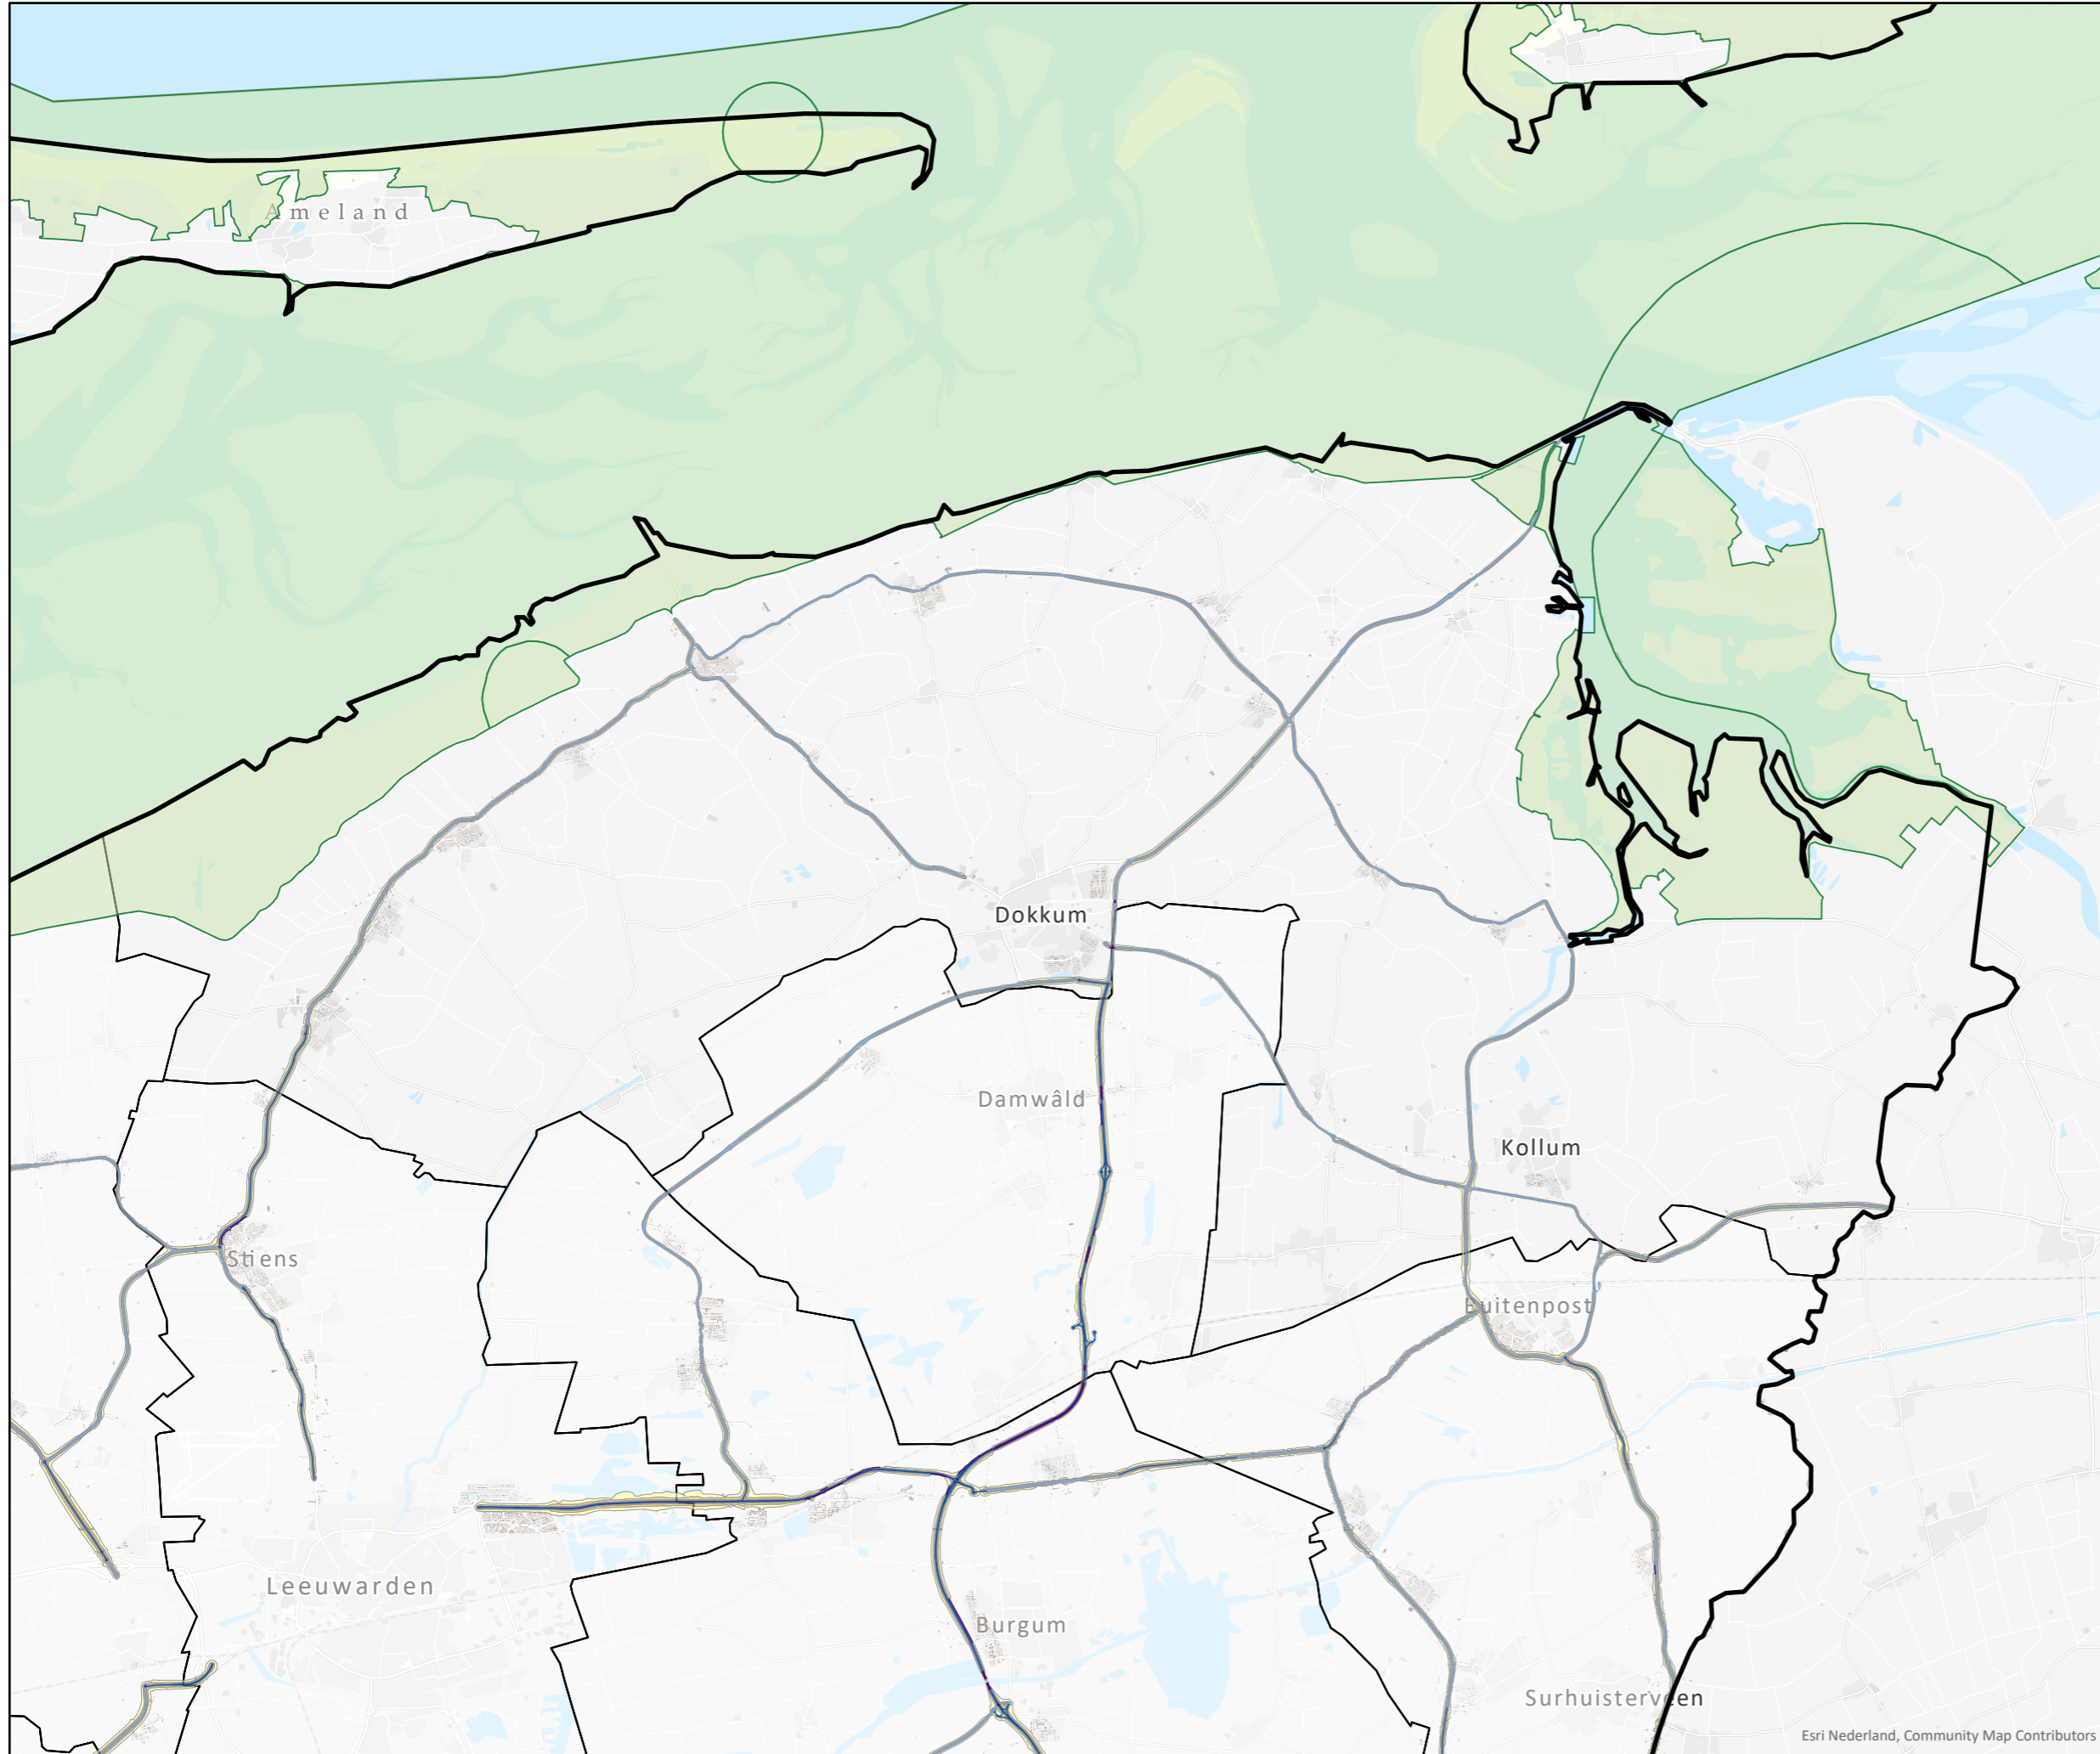 Ameland
Dokkum
Damwâld
Kollum
Stiens
Buitenpost
Leeuwarden
Burgum
Surhuisterveen
Esri Nederland, Community Map Contributors